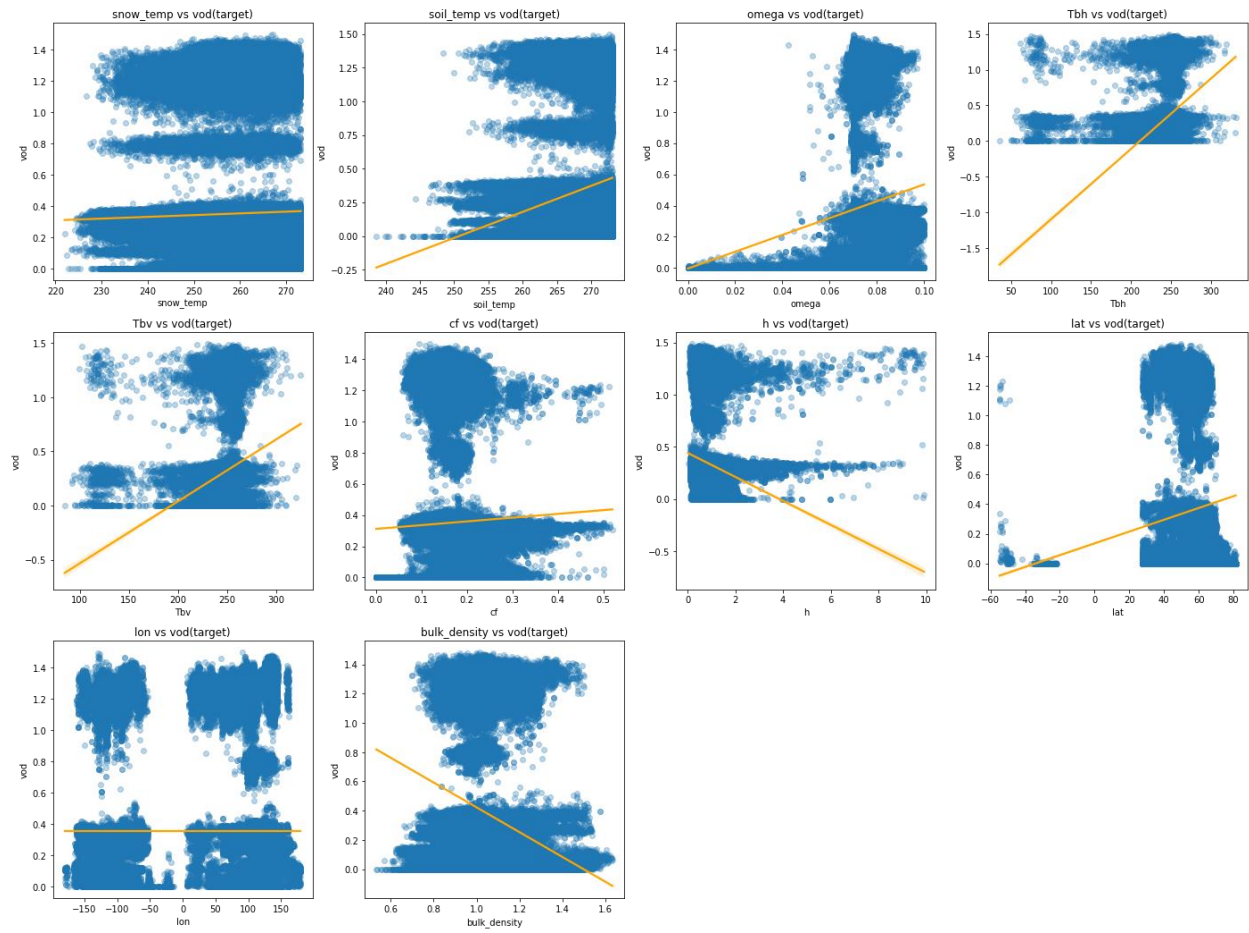 snow_temp vs vod(target)
vod
1.4
1.2
1.0
0.8
0.6
0.4
0.2
0.0
220 230 240 250 260 270
snow_temp
soil_temp vs vod(target)
vod
1.50
1.25
1.00
0.75
0.50
0.25
0.00
−0.25
240 245 250 255 260 265 270
soil_temp
omega vs vod(target)
vod
1.4
1.2
1.0
0.8
0.6
0.4
0.2
0.0
0.00 0.02 0.04 0.06 0.08 0.10
omega
Tbh vs vod(target)
vod
1.5
1.0
0.5
0.0
−0.5
−1.0
−1.5
50 100 150 200 250 300
Tbh
Tbv vs vod(target)
vod
1.5
1.0
0.5
0.0
−0.5
100 150 200 250 300
Tbv
cf vs vod(target)
vod
1.4
1.2
1.0
0.8
0.6
0.4
0.2
0.0
0.0 0.1 0.2 0.3 0.4 0.5
cf
h vs vod(target)
vod
1.5
1.0
0.5
0.0
−0.5
0 2 4 6 8 10
h
lat vs vod(target)
vod
1.4
1.2
1.0
0.8
0.6
0.4
0.2
0.0
−60 −40 −20 0 20 40 60 80
lat
lon vs vod(target)
vod
1.4
1.2
1.0
0.8
0.6
0.4
0.2
0.0
−150 −100 −50 0 50 100 150
lon
bulk_density vs vod(target)
vod
1.4
1.2
1.0
0.8
0.6
0.4
0.2
0.0
0.6 0.8 1.0 1.2 1.4 1.6
bulk_density